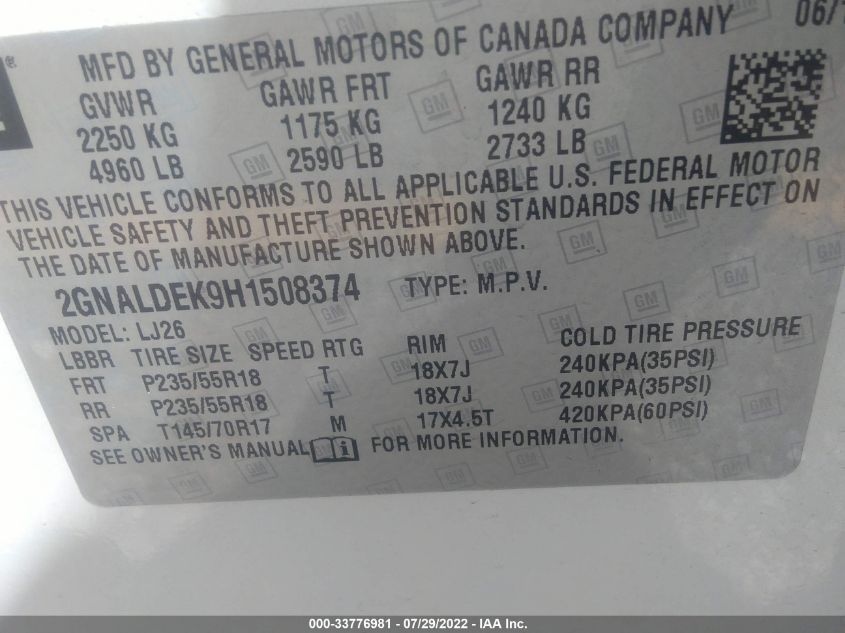 MFD BY GENERAL MOTORS OF CANADA COMPANY 06/
GVWR GAWR FRT GAWR RR
2250 KG 1175 KG 1240 KG
4960 LB 2590 LB 2733 LB
THIS VEHICLE CONFORMS TO ALL APPLICABLE U.S. FEDERAL MOTOR
VEHICLE SAFETY AND THEFT PREVENTION STANDARDS IN EFFECT ON
THE DATE OF MANUFACTURE SHOWN ABOVE.
2GNALDEK9H1508374 TYPE: M.P.V.
MODEL: LJ26
LBBR TIRE SIZE SPEED RTG RIM COLD TIRE PRESSURE
FRT P235/55R18 T 18X7J 240KPA(35PSI)
RR P235/55R18 T 18X7J 240KPA(35PSI)
SPA T145/70R17 M 17X4.5T 420KPA(60PSI)
SEE OWNER'S MANUAL i FOR MORE INFORMATION.
000-33776981 - 07/29/2022 - IAA Inc.